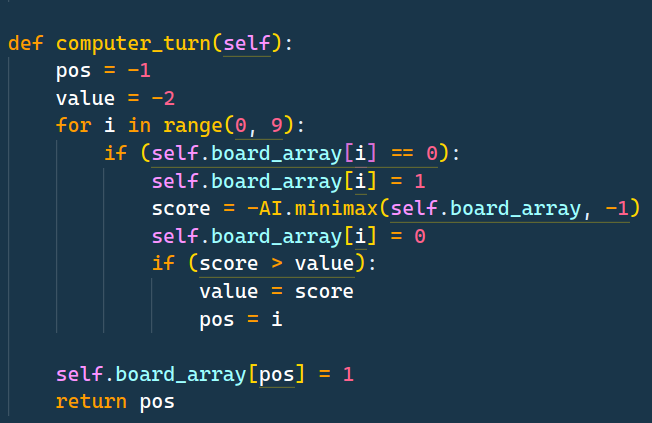 def computer_turn(self):
    pos = -1
    value = -2
    for i in range(0, 9):
        if (self.board_array[i] == 0):
            self.board_array[i] = 1
            score = -AI.minimax(self.board_array, -1)
            self.board_array[i] = 0
            if (score > value):
                value = score
                pos = i

    self.board_array[pos] = 1
    return pos